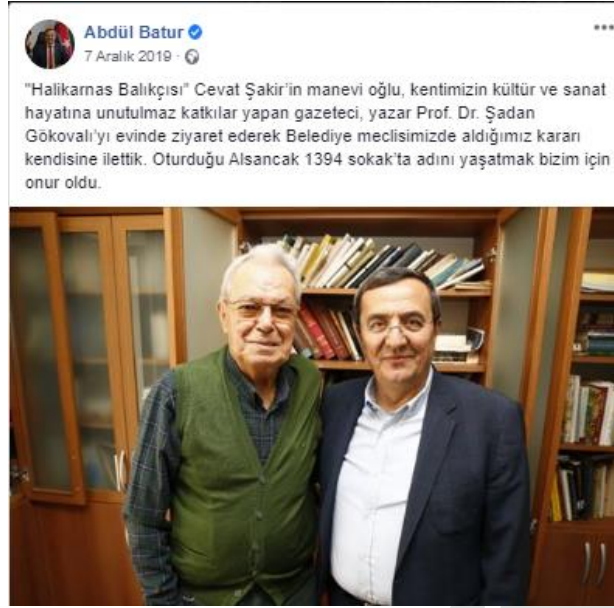 Abdül Batur
7 Aralık 2019 ·
"Halikarnas Balıkçısı" Cevat Şakir'in manevi oğlu, kentimizin kültür ve sanat
hayatına unutulmaz katkılar yapan gazeteci, yazar Prof. Dr. Şadan
Gökovalı'yı evinde ziyaret ederek Belediye meclisimizde aldığımız kararı
kendisine ilettik. Oturduğu Alsancak 1394 sokak'ta adını yaşatmak bizim için
onur oldu.